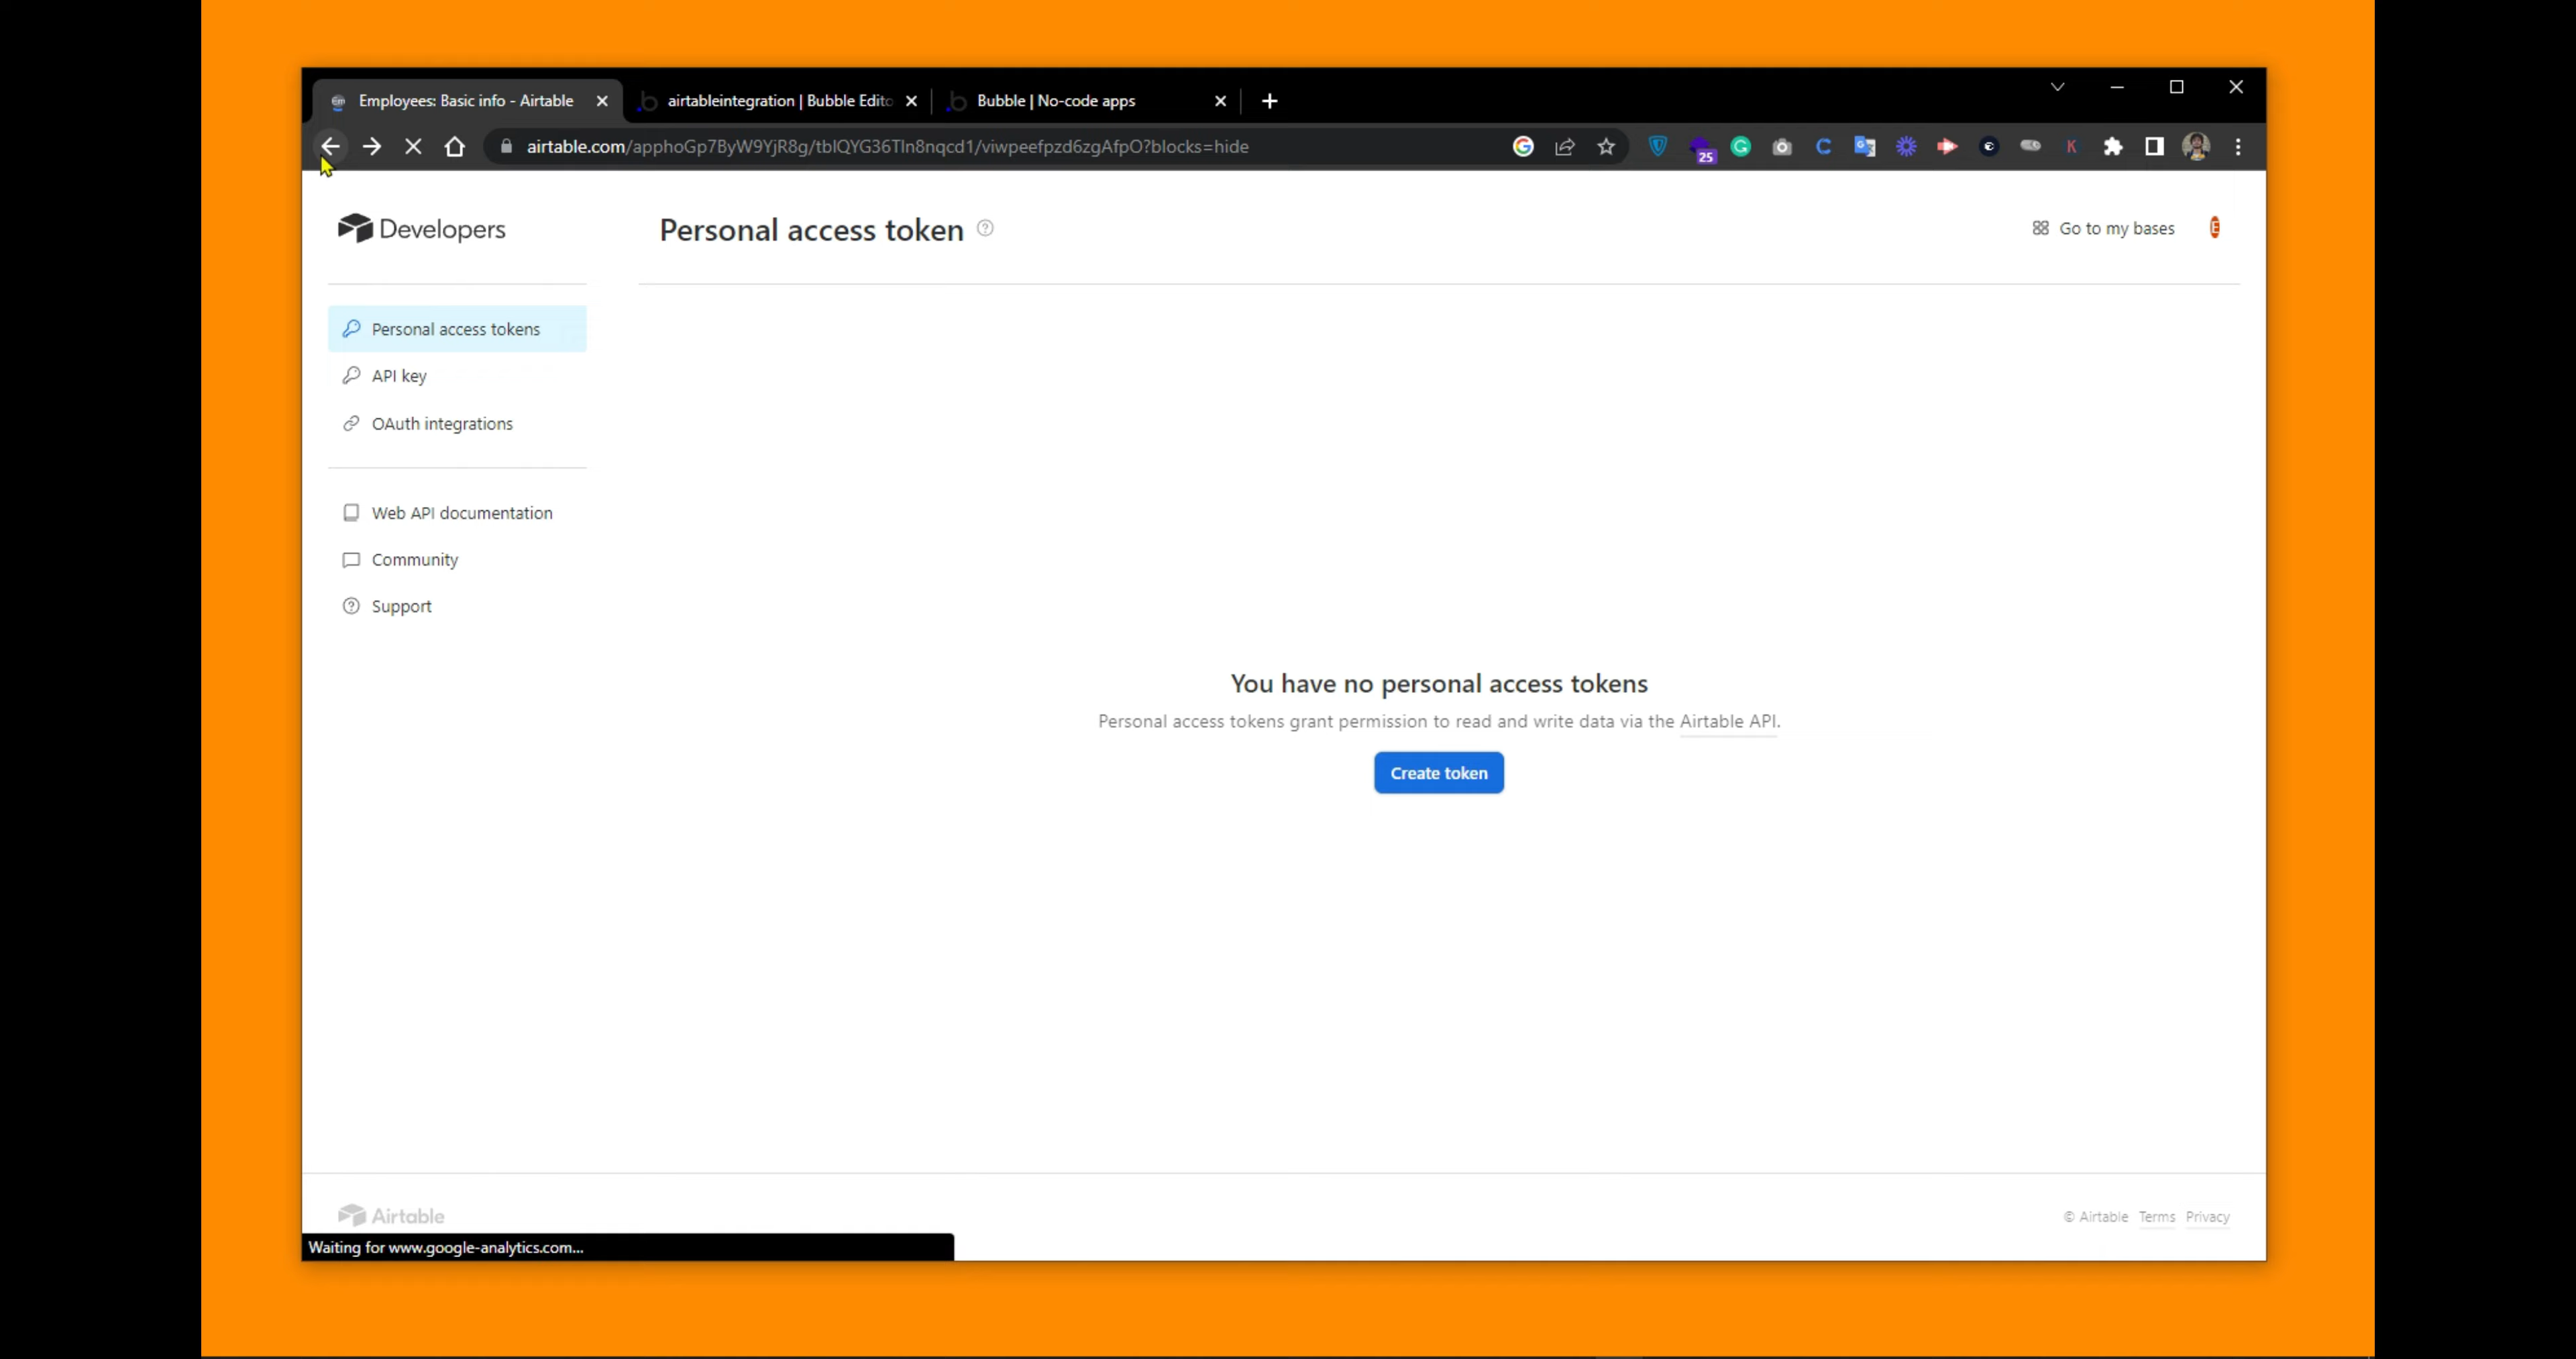 Employees: Basic info - Airtable
airtableintegration | Bubble Edito
Bubble | No-code apps
airtable.com/apphoGp7ByW9YjR8g/tblQYG36TIn8nqcd1/viwpeefpzd6zgAfpO?blocks=hide
25
Developers
Personal access token
Go to my bases
E
Personal access tokens
API key
OAuth integrations
Web API documentation
Community
Support
You have no personal access tokens
Personal access tokens grant permission to read and write data via the Airtable API.
Create token
Airtable
© Airtable Terms Privacy
Waiting for www.google-analytics.com...